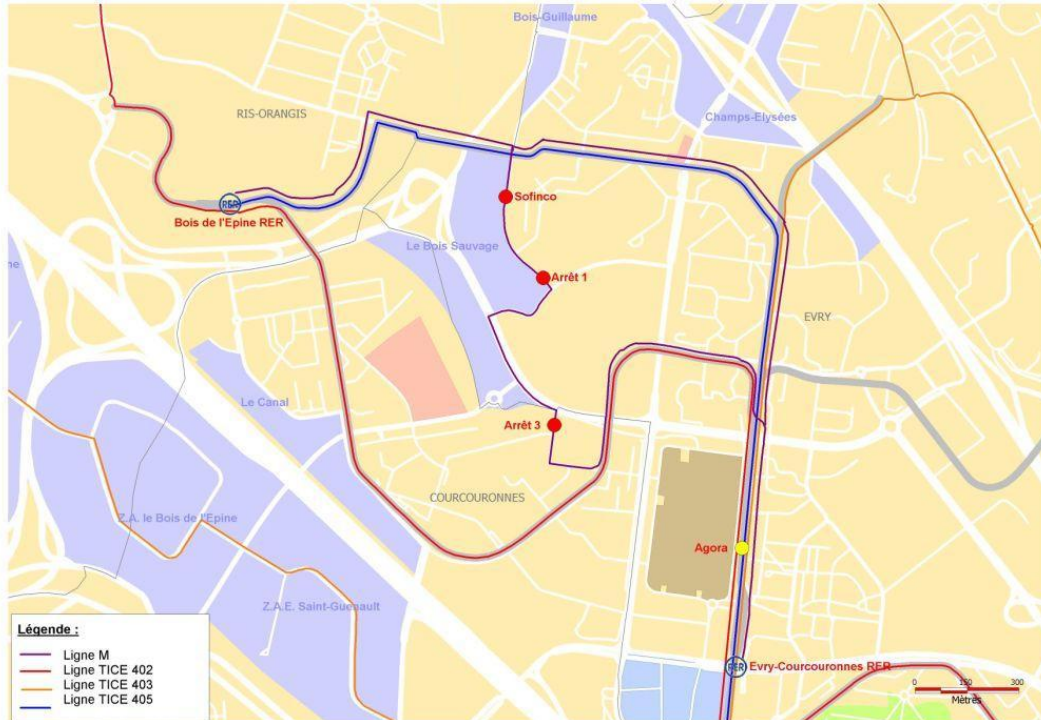 Bois-Guillaume
RIS-ORANGIS
Champs-Elysées
RER
Sofinco
Bois de l'Epine RER
Le Bois Sauvage
Arrêt 1
EVRY
Le Canal
Arrêt 3
COURCOURONNES
Z.A. le Bois de l'Epine
Agora
Z.A.E. Saint-Guénault
Légende :
Ligne M
Ligne TICE 402
Ligne TICE 403
Ligne TICE 405
RER
Evry-Courcouronnes RER
0 150 300
Mètres